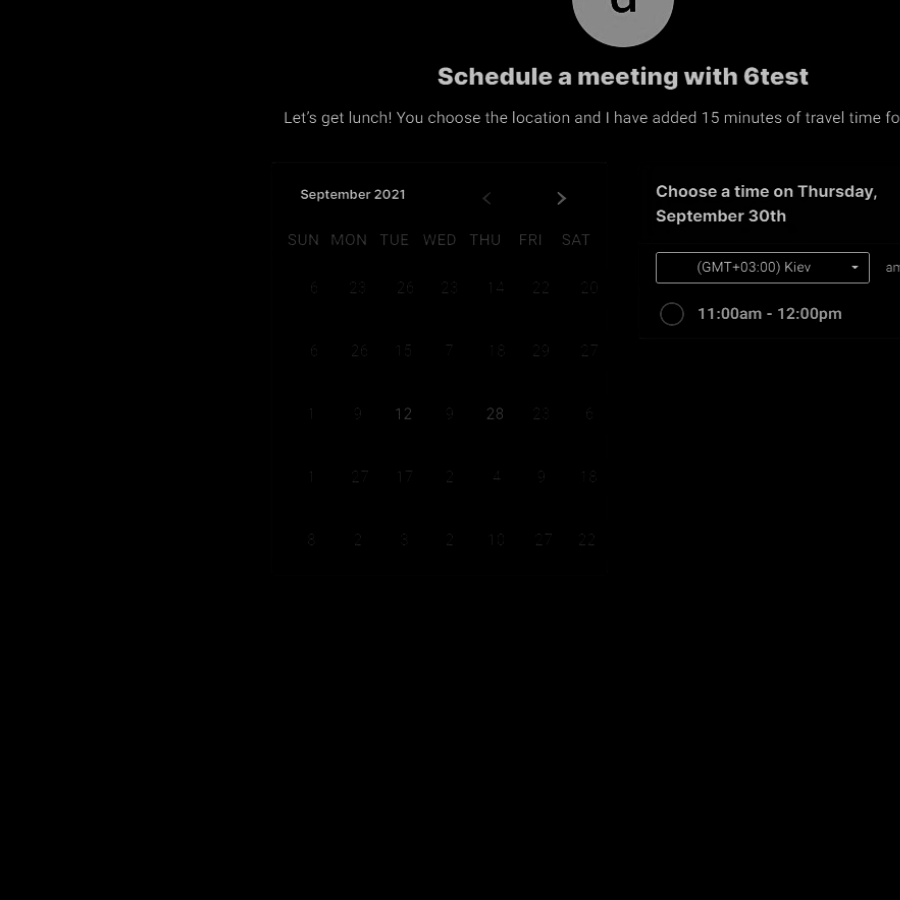 Schedule a meeting with 6test
Let's get lunch! You choose the location and I have added 15 minutes of travel time fo
September 2021
SUN MON TUE WED THU FRI SAT
6 23 26 23 14 22 20
6 26 15 7 18 29 27
1 9 12 9 28 23 6
1 27 17 2 4 9 18
8 2 3 2 10 27 22
Choose a time on Thursday,
September 30th
(GMT+03:00) Kiev am
11:00am - 12:00pm